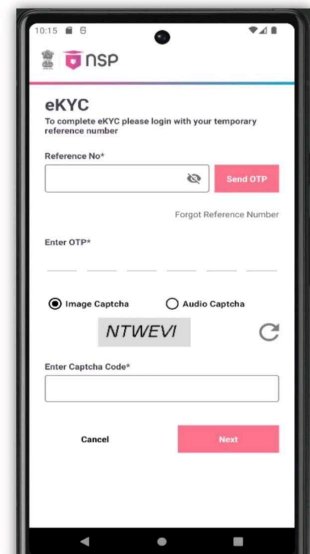 10:15
nsp
eKYC
To complete eKYC please login with your temporary
reference number
Reference No*
Send OTP
Forgot Reference Number
Enter OTP*
Image Captcha Audio Captcha
NTWEVI
Enter Captcha Code*
Cancel Next